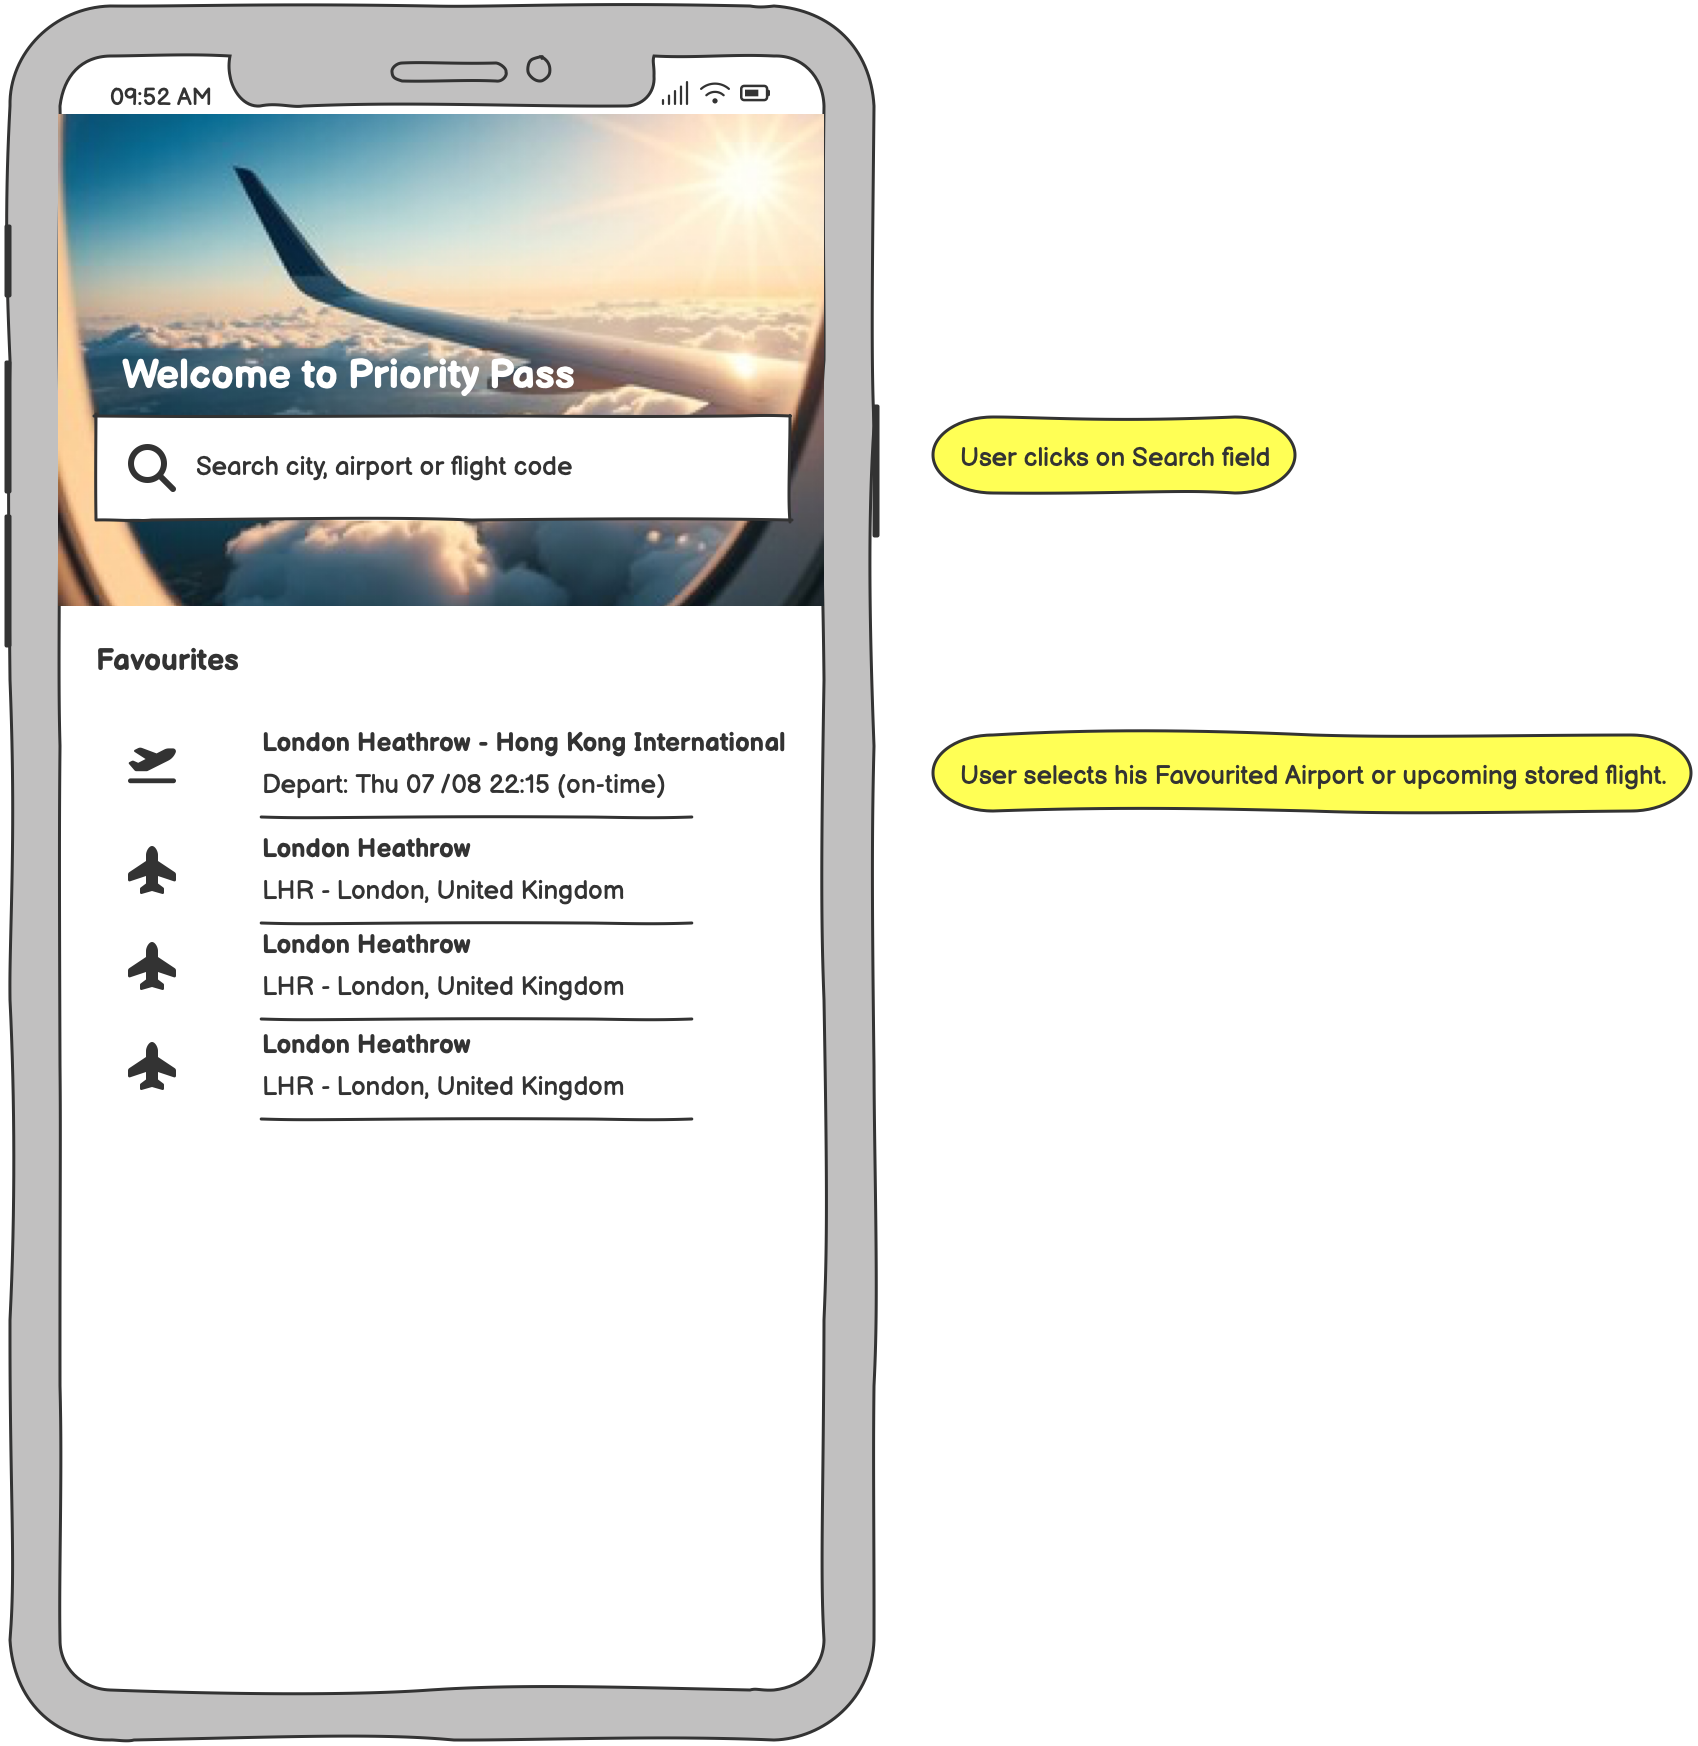 09:52 AM
Welcome to Priority Pass
Search city, airport or flight code
User clicks on Search field
Favourites
London Heathrow - Hong Kong International
Depart: Thu 07 /08 22:15 (on-time)
User selects his Favourited Airport or upcoming stored flight.
London Heathrow
LHR - London, United Kingdom
London Heathrow
LHR - London, United Kingdom
London Heathrow
LHR - London, United Kingdom